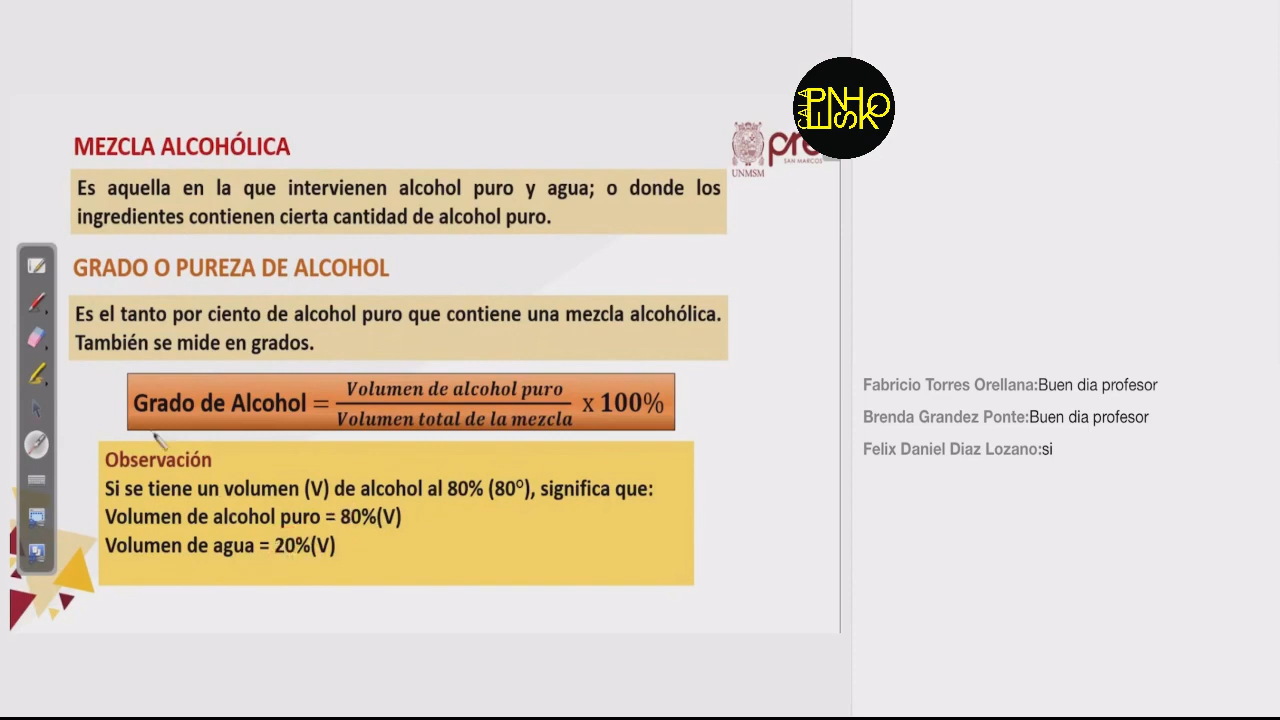 MEZCLA ALCOHÓLICA
Es aquella en la que intervienen alcohol puro y agua; o donde los
ingredientes contienen cierta cantidad de alcohol puro.
GRADO O PUREZA DE ALCOHOL
Es el tanto por ciento de alcohol puro que contiene una mezcla alcohólica.
También se mide en grados.
Grado de Alcohol = Volumen de alcohol puro / Volumen total de la mezcla x 100%
Observación
Si se tiene un volumen (V) de alcohol al 80% (80°), significa que:
Volumen de alcohol puro = 80%(V)
Volumen de agua = 20%(V)
UNMSM
SAN MARCOS
Fabricio Torres Orellana:Buen dia profesor
Brenda Grandez Ponte:Buen dia profesor
Felix Daniel Diaz Lozano:si